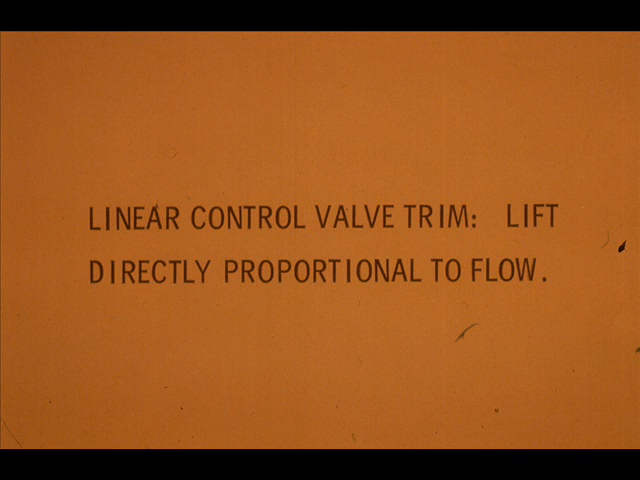 LINEAR CONTROL VALVE TRIM: LIFT
DIRECTLY PROPORTIONAL TO FLOW.